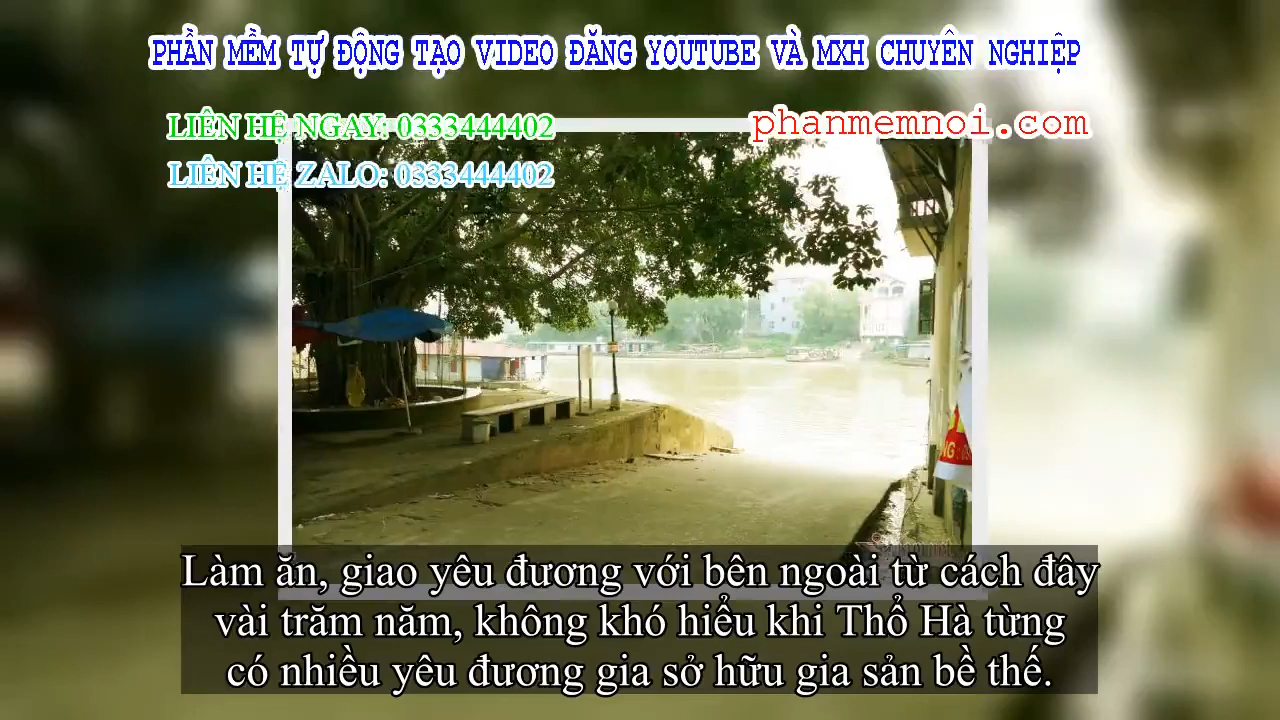 PHẦN MỀM TỰ ĐỘNG TẠO VIDEO ĐĂNG YOUTUBE VÀ MXH CHUYÊN NGHIỆP
LIÊN HỆ NGAY: 0333444402
phanmemnoi.com
LIÊN HỆ ZALO: 0333444402
Làm ăn, giao yêu đương với bên ngoài từ cách đây
vài trăm năm, không khó hiểu khi Thổ Hà từng
có nhiều yêu đương gia sở hữu gia sản bề thế.